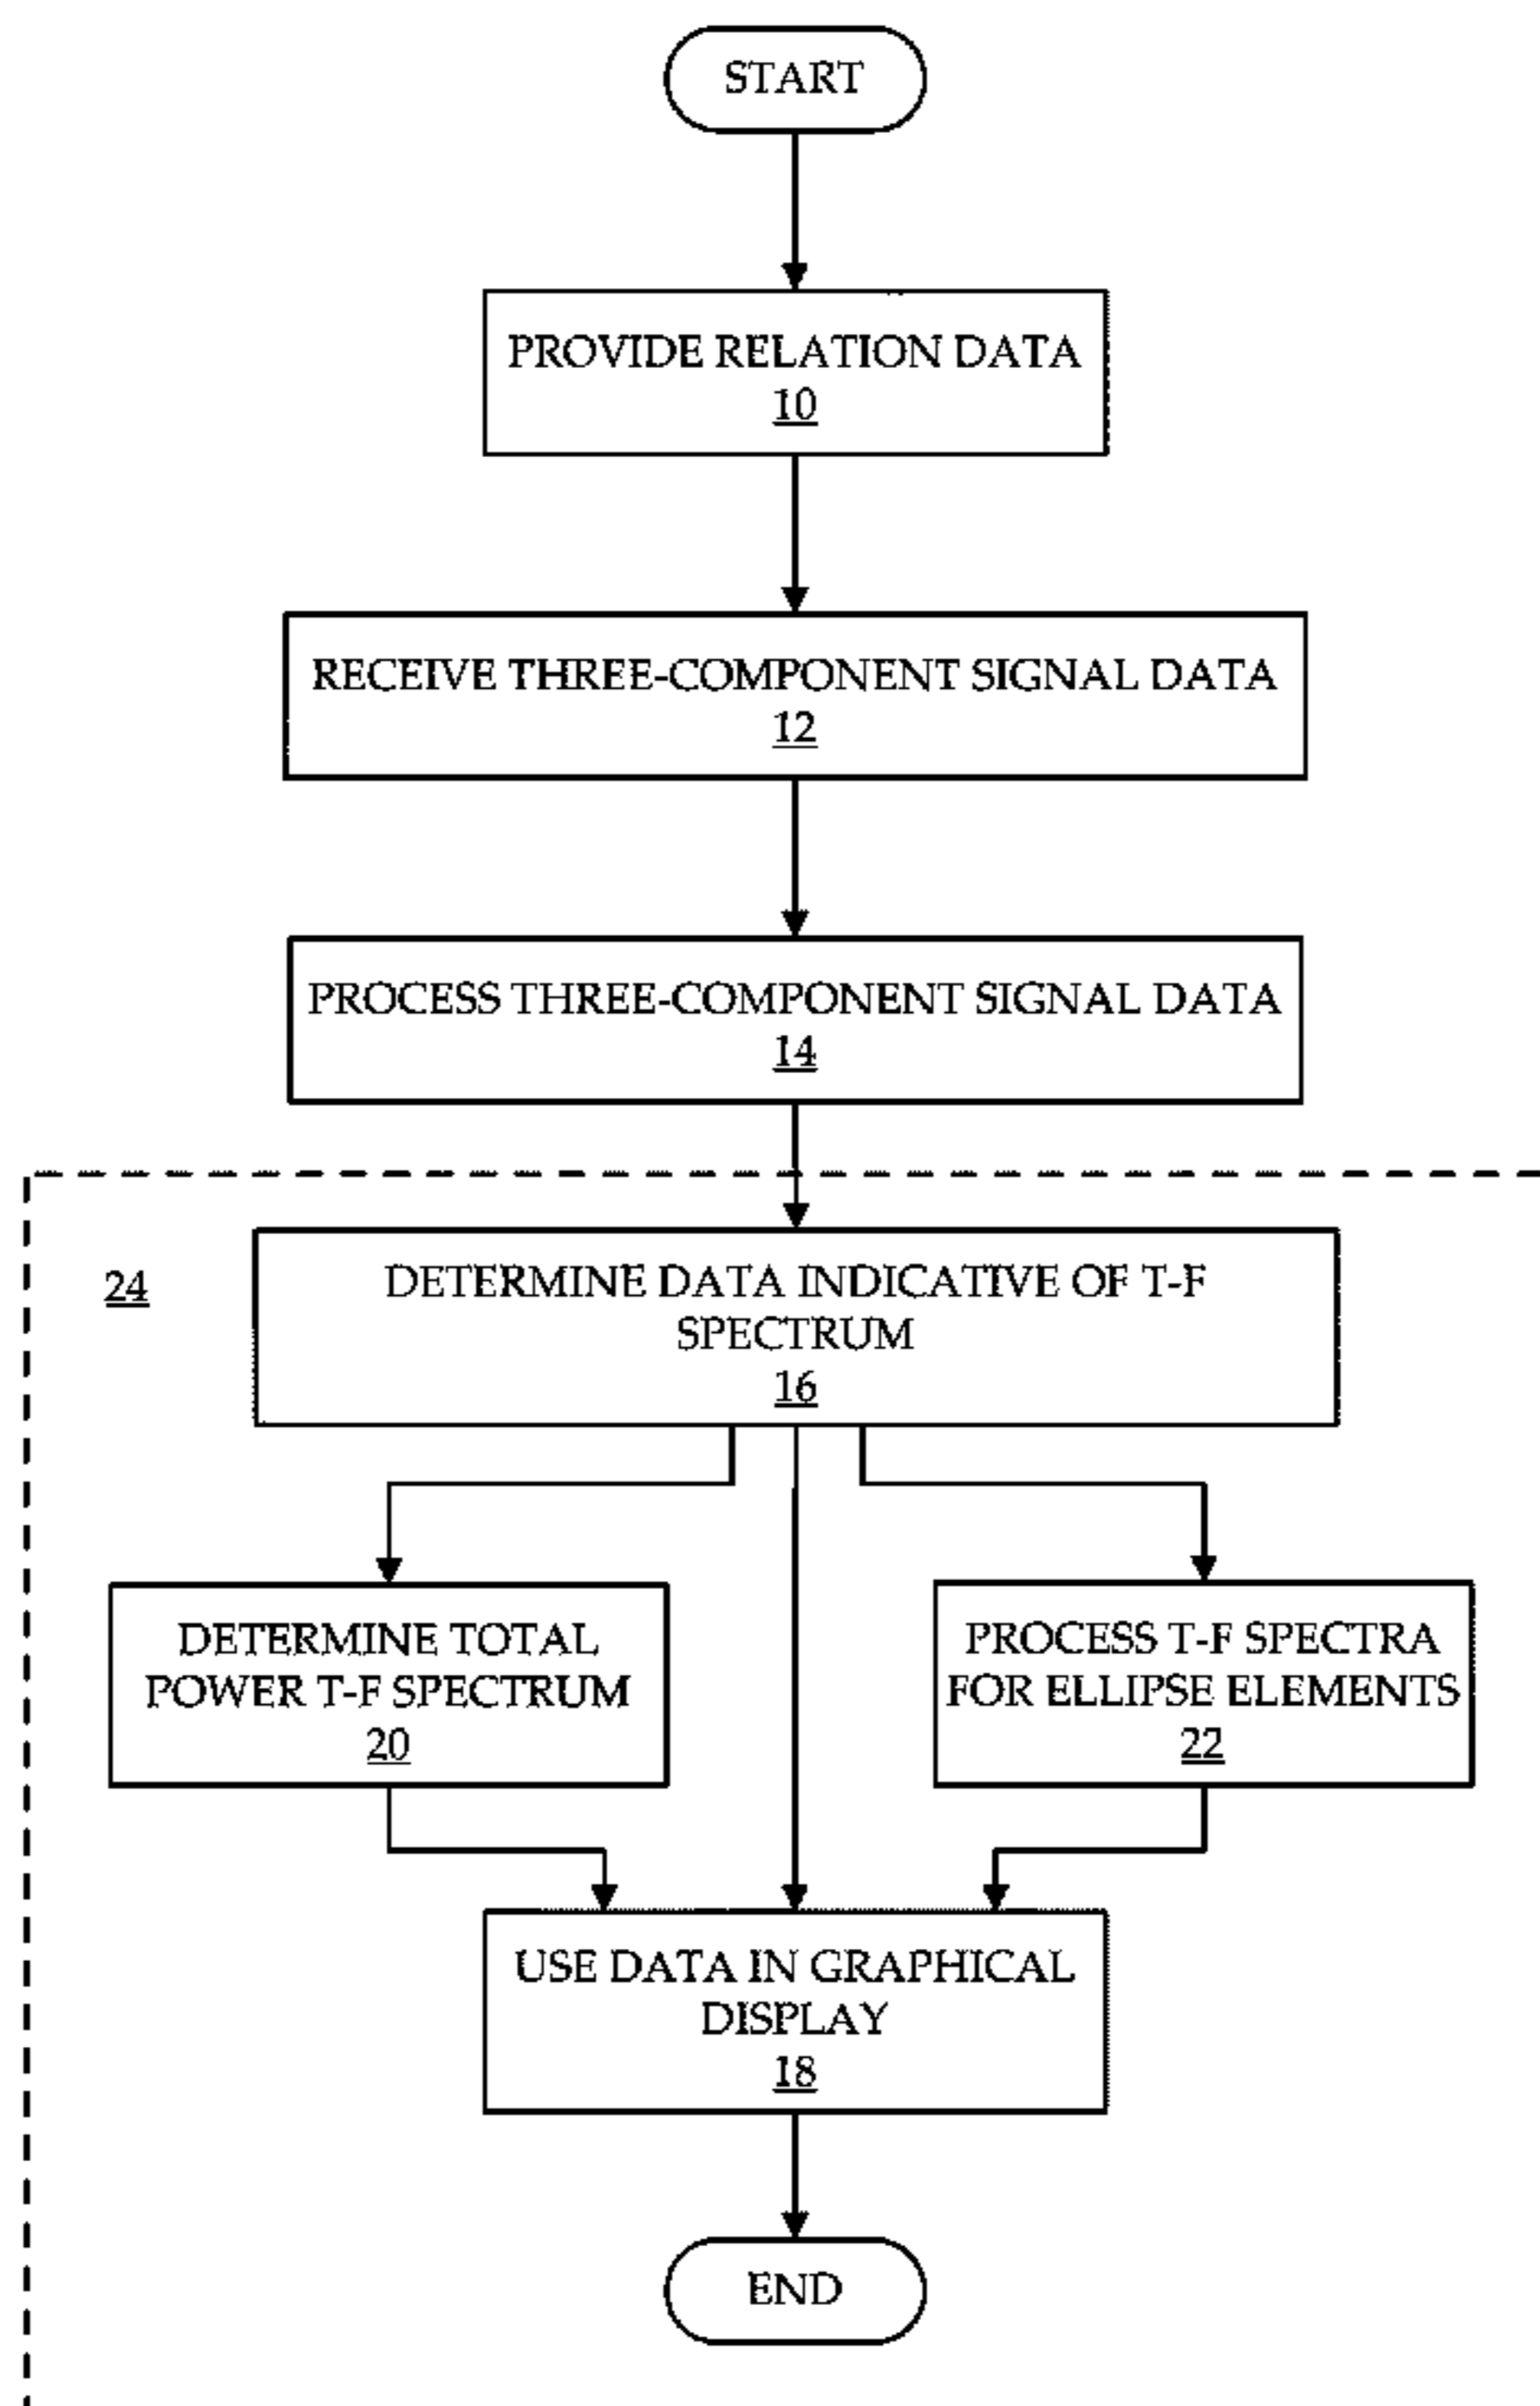 START
PROVIDE RELATION DATA
10
RECEIVE THREE-COMPONENT SIGNAL DATA
12
PROCESS THREE-COMPONENT SIGNAL DATA
14
24
DETERMINE DATA INDICATIVE OF T-F
SPECTRUM
16
DETERMINE TOTAL
POWER T-F SPECTRUM
20
PROCESS T-F SPECTRA
FOR ELLIPSE ELEMENTS
22
USE DATA IN GRAPHICAL
DISPLAY
18
END